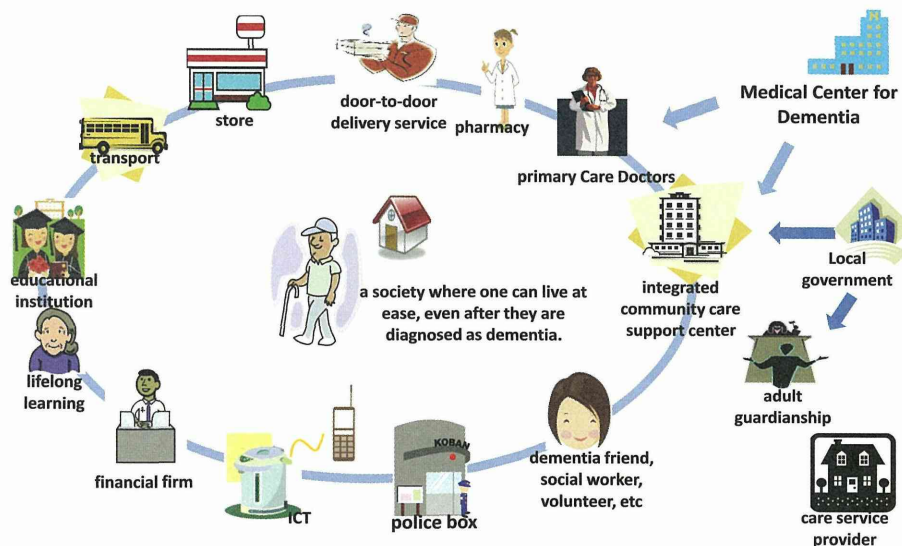 store
door-to-door
delivery service
pharmacy
Medical Center for
Dementia
transport
primary Care Doctors
educational
institution
a society where one can live at
ease, even after they are
diagnosed as dementia.
integrated
community care
support center
Local
government
lifelong
learning
adult
guardianship
financial firm
ICT
KOBAN
police box
dementia friend,
social worker,
volunteer, etc
care service
provider